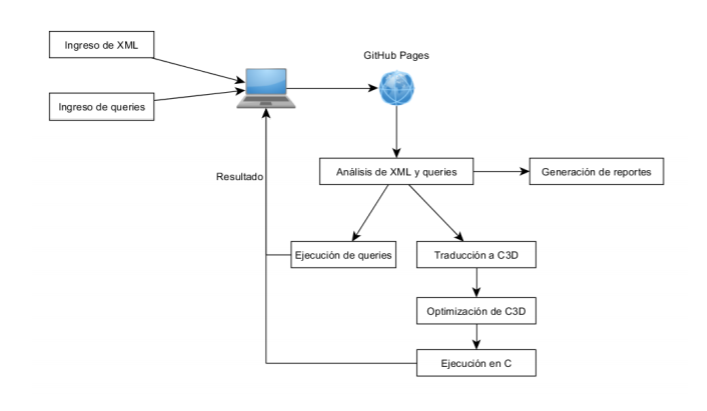 Ingreso de XML
GitHub Pages
Ingreso de queries
Resultado
Análisis de XML y queries
Generación de reportes
Ejecución de queries
Traducción a C3D
Optimización de C3D
Ejecución en C